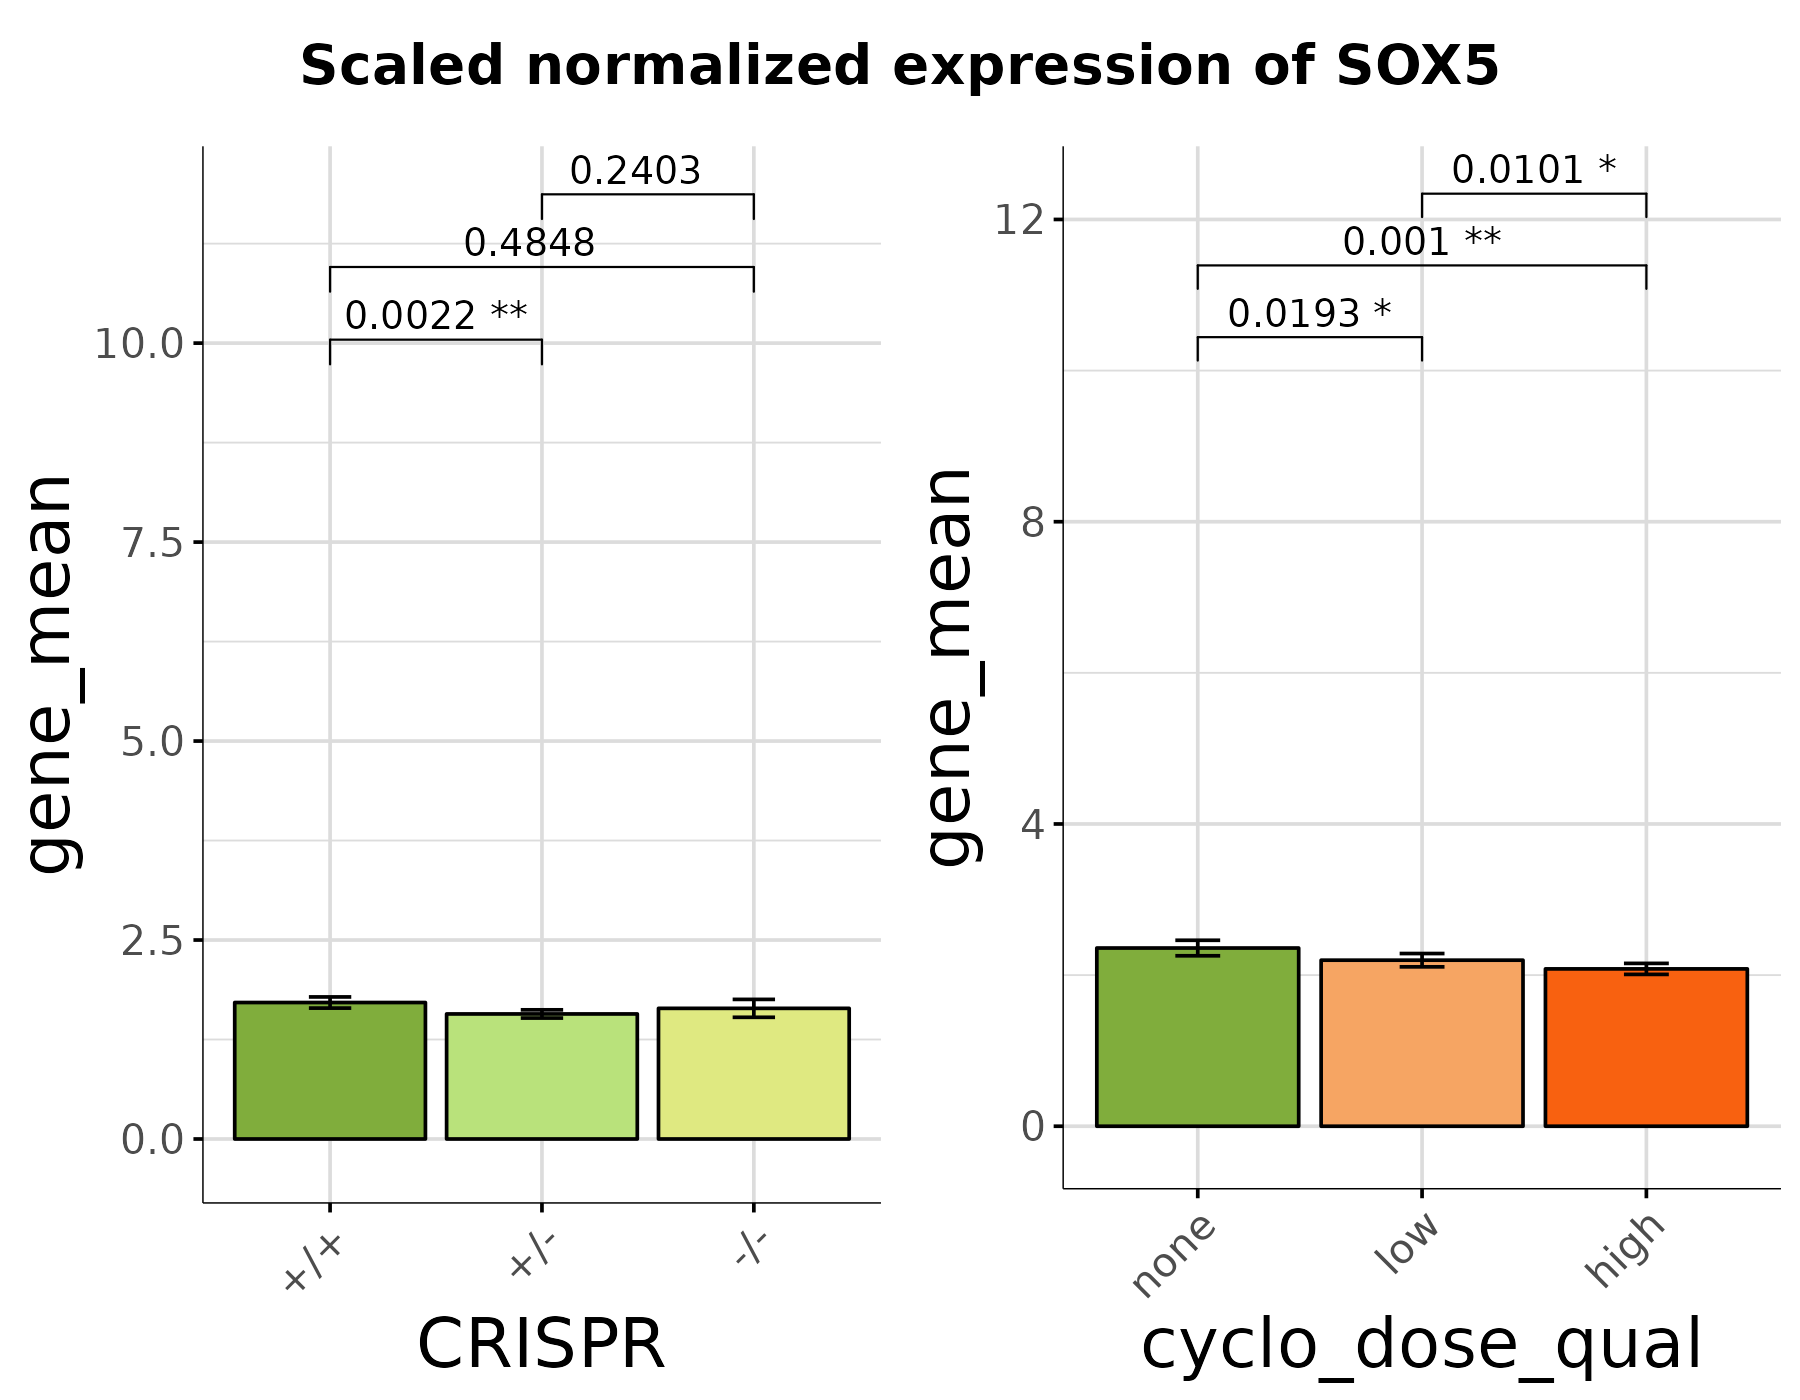 Scaled normalized expression of SOX5
gene_mean
10.0
7.5
5.0
2.5
0.0
0.2403
0.4848
0.0022 **
+/+
+/-
-/-
CRISPR
gene_mean
12
8
4
0
0.0101 *
0.001 **
0.0193 *
none
low
high
cyclo_dose_qual